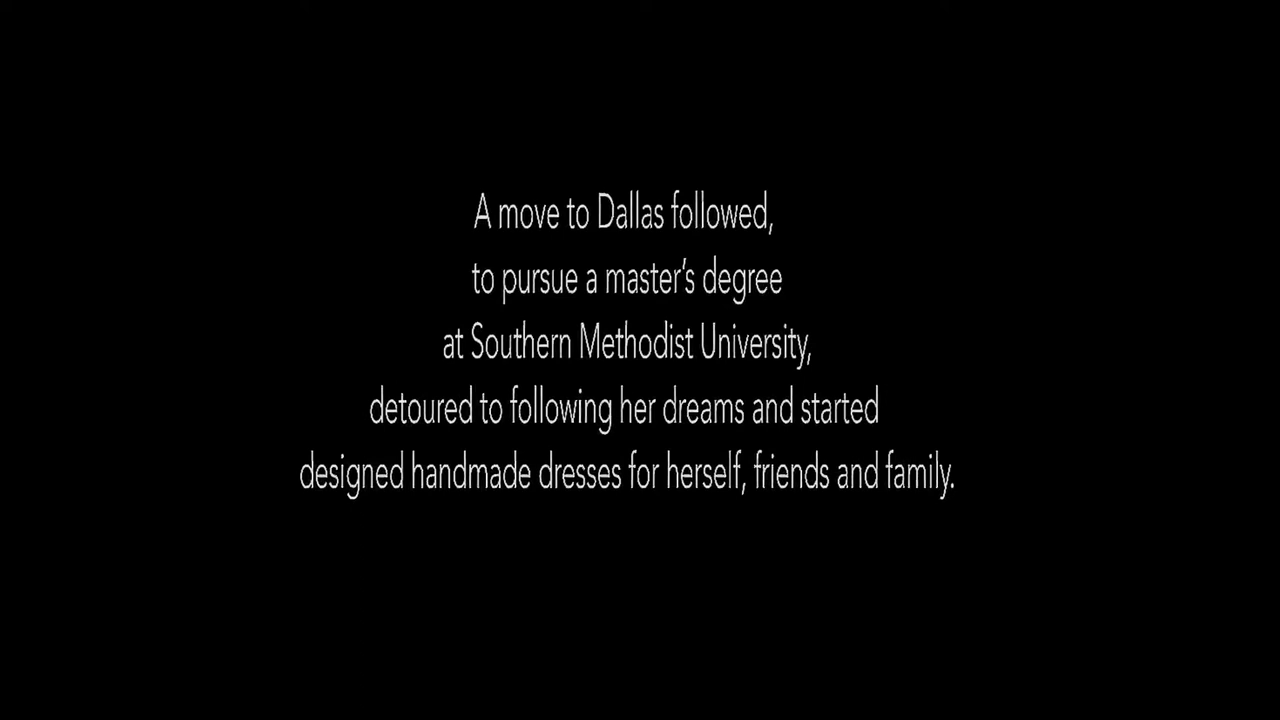 A move to Dallas followed,
to pursue a master’s degree
at Southern Methodist University,
detoured to following her dreams and started
designed handmade dresses for herself, friends and family.